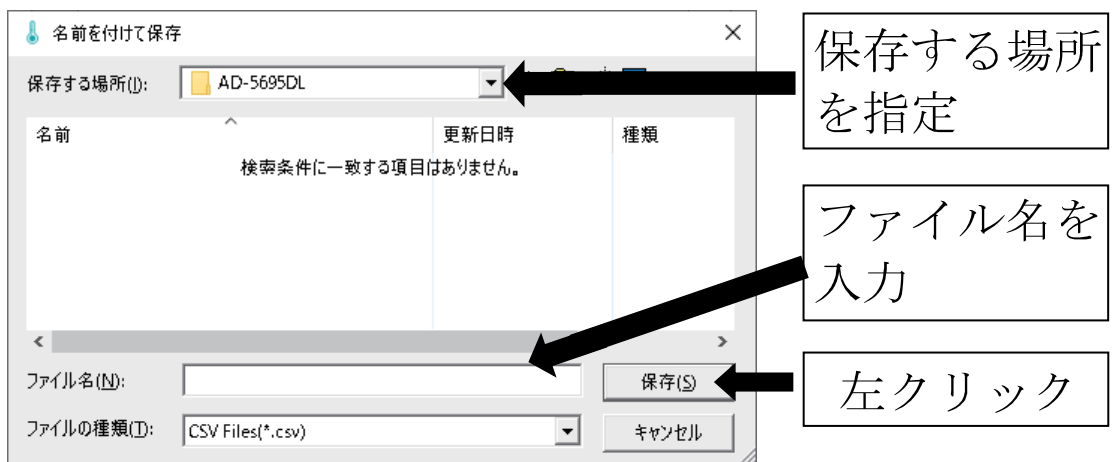 名前を付けて保存
保存する場所(I):
AD-5695DL
名前
更新日時
種類
検索条件に一致する項目はありません。
ファイル名(N):
保存(S)
ファイルの種類(T):
CSV Files(*.csv)
キャンセル
保存する場所
を指定
ファイル名を
入力
左クリック